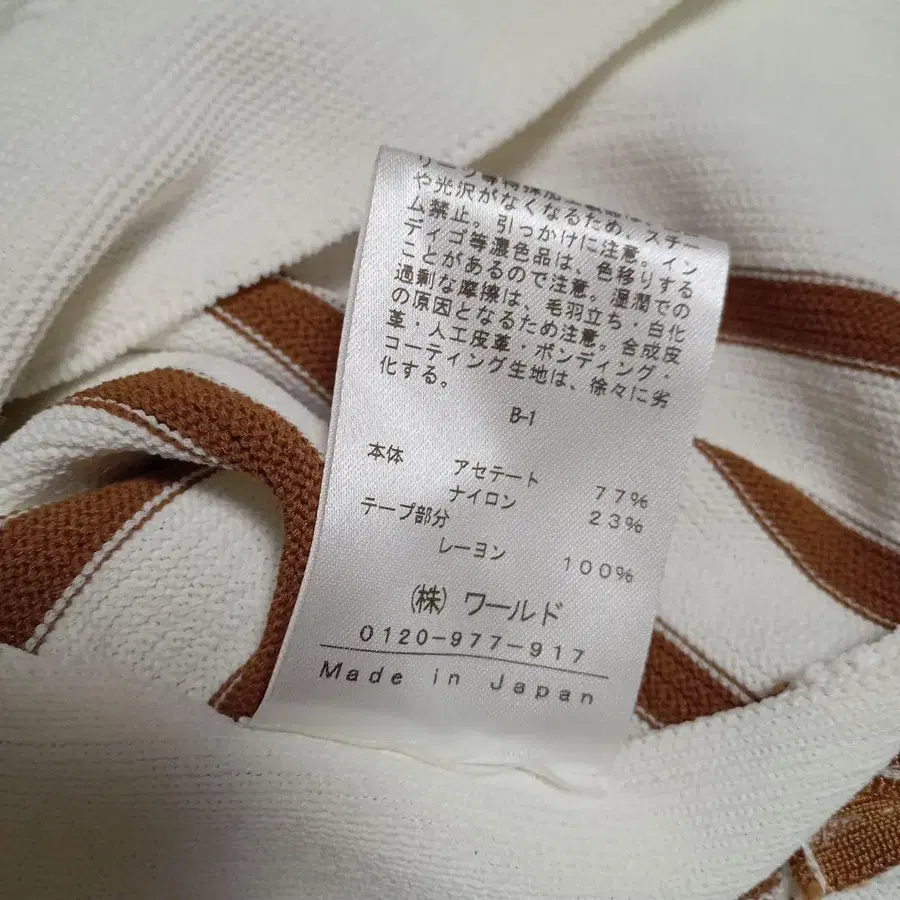 や光沢がなくなるため。スチー
ム禁止。引っかけに注意。イン
ディゴ等濃色品は、色移りする
ことがあるので注意。湿潤での
過剰な摩擦は、毛羽立ち・白化
の原因となるため注意。合成皮
革・人工皮革・ボンディング・
コーティング生地は、徐々に劣
化する。
B-1
本体 アセテート 77%
ナイロン 23%
テープ部分
レーヨン 100%
(株) ワールド
0120-977-917
Made in Japan